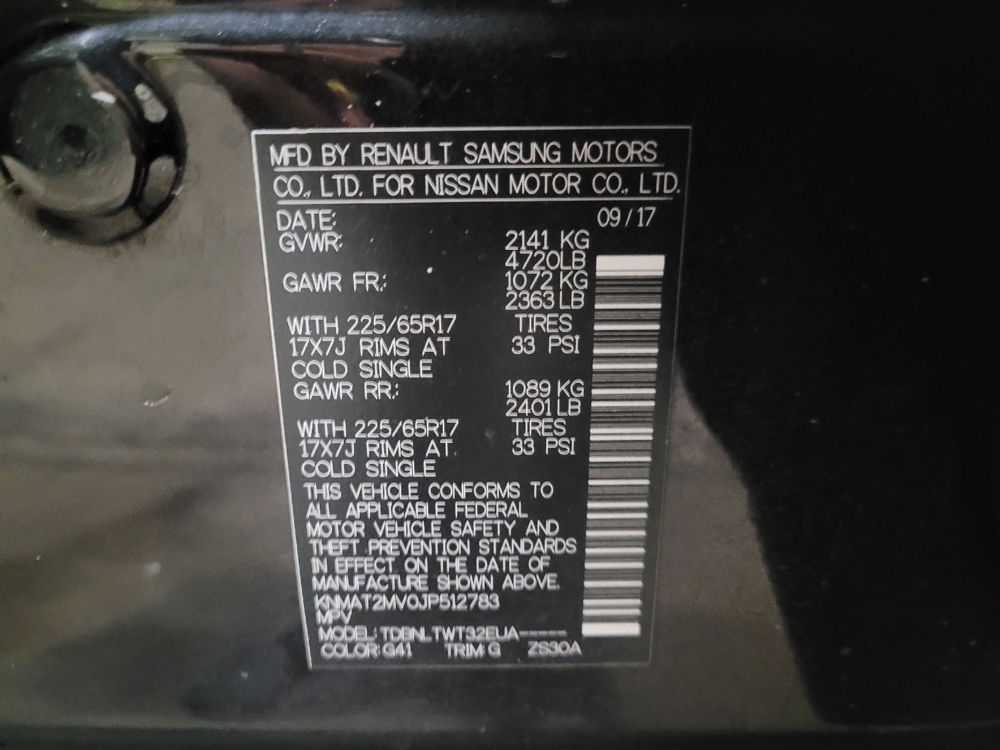 MFD BY RENAULT SAMSUNG MOTORS
CO., LTD. FOR NISSAN MOTOR CO., LTD.
DATE: 09/17
GVWR: 2141 KG
4720LB
GAWR FR.: 1072 KG
2363 LB
WITH 225/65R17 TIRES
17X7J RIMS AT 33 PSI
COLD SINGLE
GAWR RR.: 1089 KG
2401 LB
WITH 225/65R17 TIRES
17X7J RIMS AT 33 PSI
COLD SINGLE
THIS VEHICLE CONFORMS TO
ALL APPLICABLE FEDERAL
MOTOR VEHICLE SAFETY AND
THEFT PREVENTION STANDARDS
IN EFFECT ON THE DATE OF
MANUFACTURE SHOWN ABOVE.
KNMAT2MV0JP512783
MPV
MODEL: TDBNLTWT32EUA-----
COLOR: G41 TRIM: G ZS30A